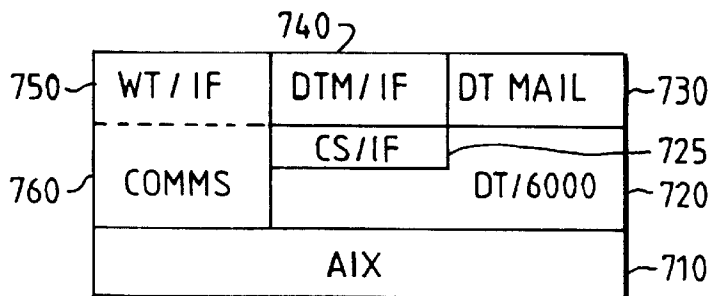 740
750 WT/IF DTM/IF DT MAIL 730
CS/IF 725
760 COMMS DT/6000 720
AIX 710